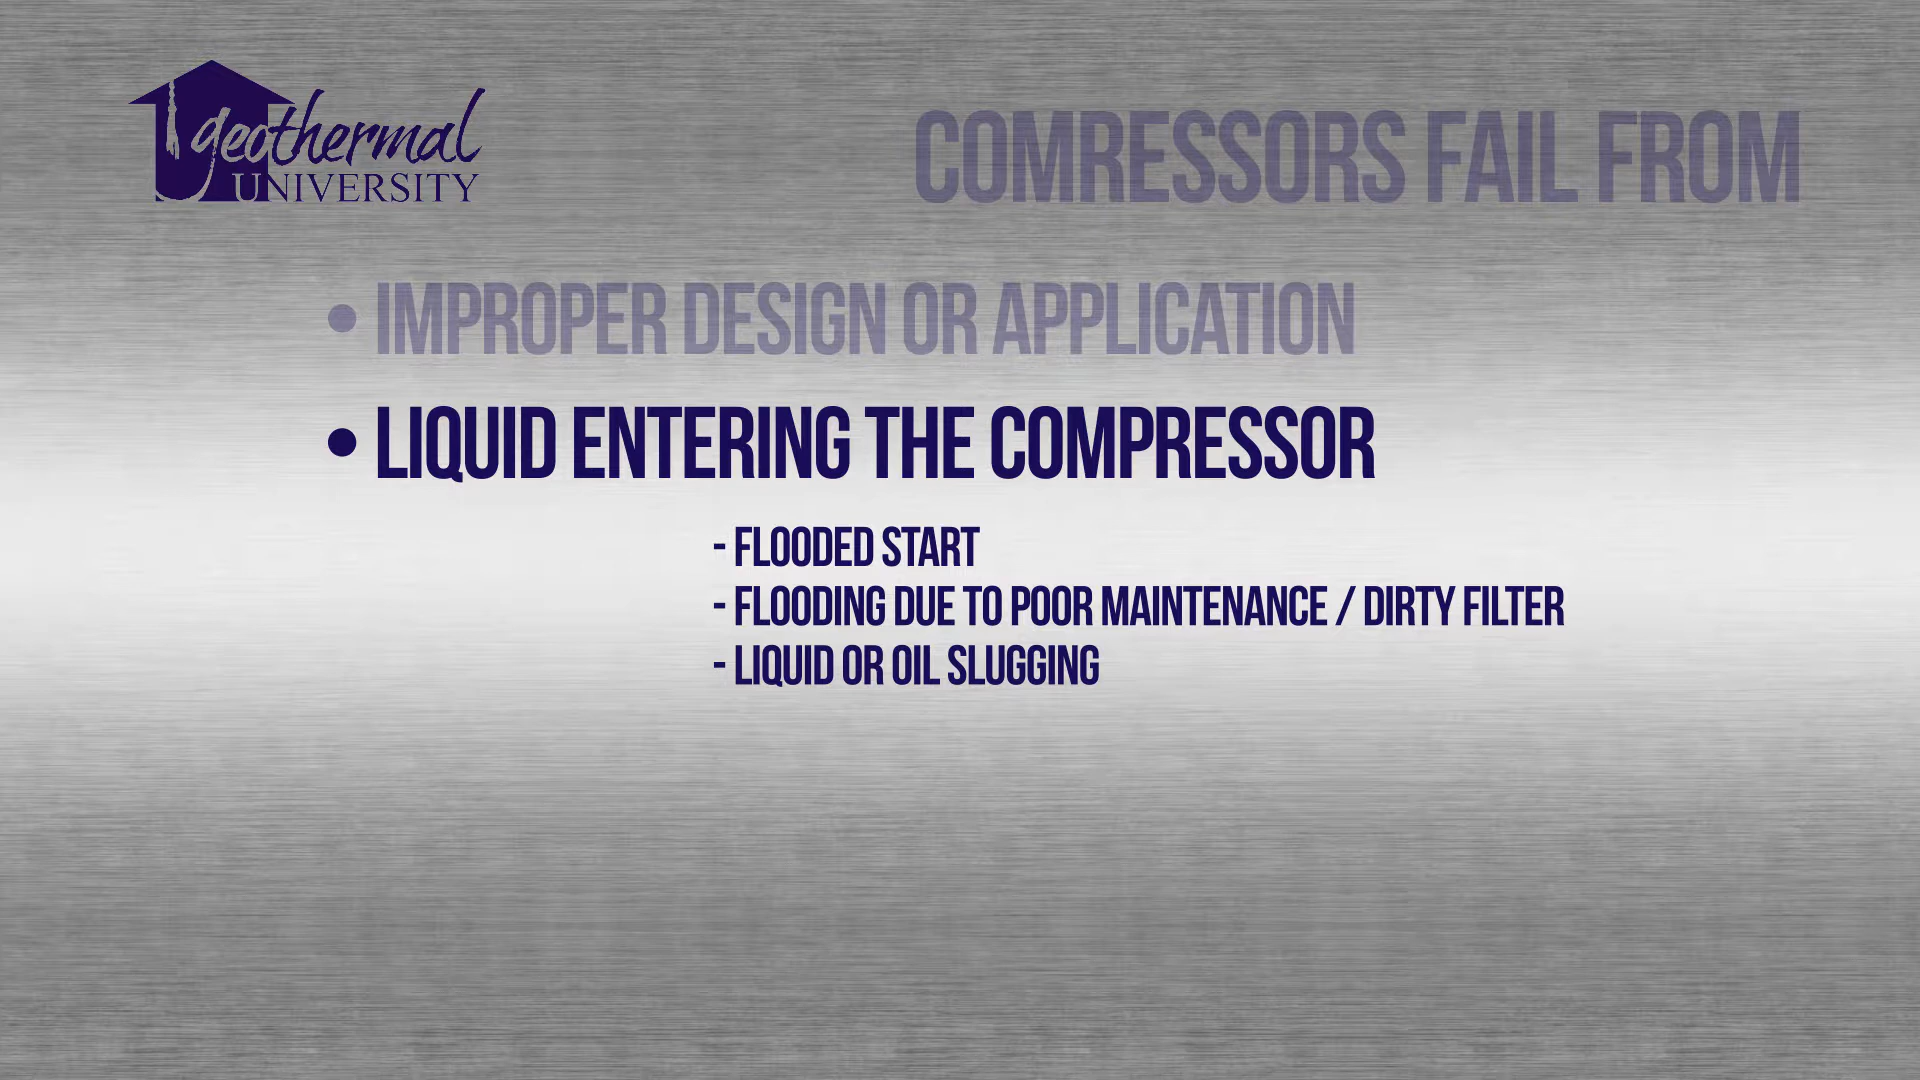 geothermal
UNIVERSITY
COMRESSORS FAIL FROM
• IMPROPER DESIGN OR APPLICATION
• LIQUID ENTERING THE COMPRESSOR
- FLOODED START
- FLOODING DUE TO POOR MAINTENANCE / DIRTY FILTER
- LIQUID OR OIL SLUGGING